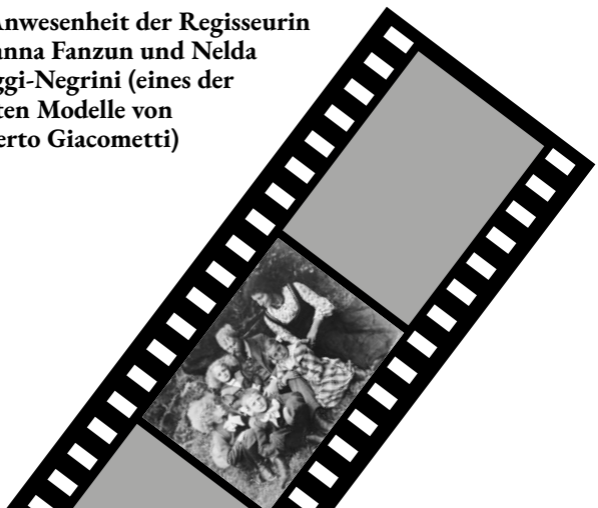 Anwesenheit der Regisseurin
anna Fanzun und Nelda
ggi-Negrini (eines der
ten Modelle von
erto Giacometti)